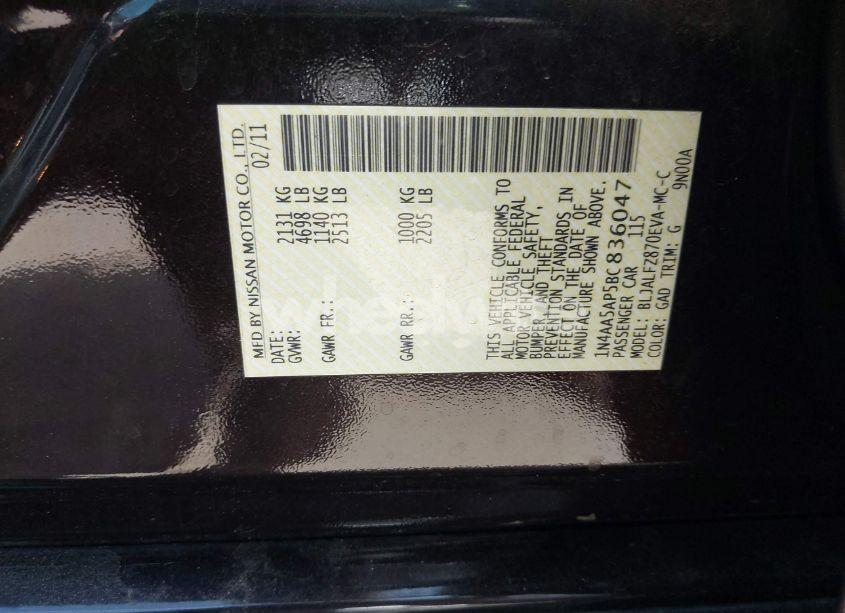 MFD BY NISSAN MOTOR CO., LTD.
DATE: 02/11
GVWR: 2131 KG
4698 LB
GAWR FR.: 1140 KG
2513 LB
GAWR RR.: 1000 KG
2205 LB
THIS VEHICLE CONFORMS TO
ALL APPLICABLE FEDERAL
MOTOR VEHICLE SAFETY,
BUMPER AND THEFT
PREVENTION STANDARDS IN
EFFECT ON THE DATE OF
MANUFACTURE SHOWN ABOVE.
1N4AA5AP5BC836047
PASSENGER CAR 115
MODEL: BLJALFZ870EVA-MC-C
COLOR: GAD TRIM: G 9N00A